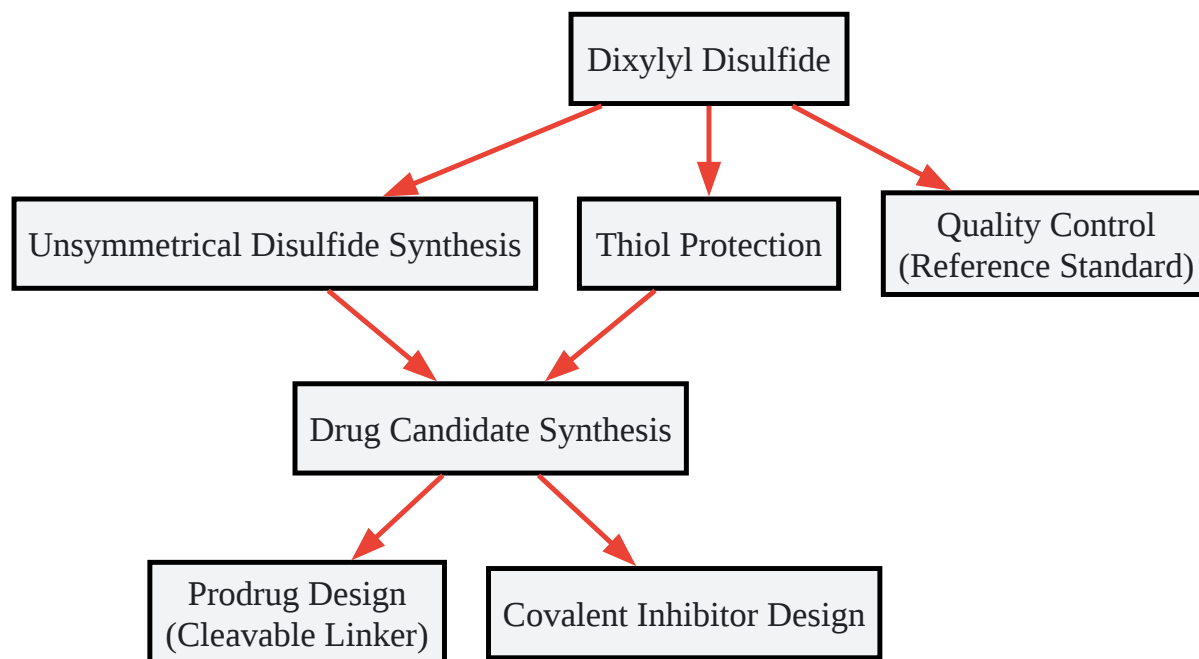 Dixylyl Disulfide
Unsymmetrical Disulfide Synthesis
Thiol Protection
Quality Control
(Reference Standard)
Drug Candidate Synthesis
Prodrug Design
(Cleavable Linker)
Covalent Inhibitor Design